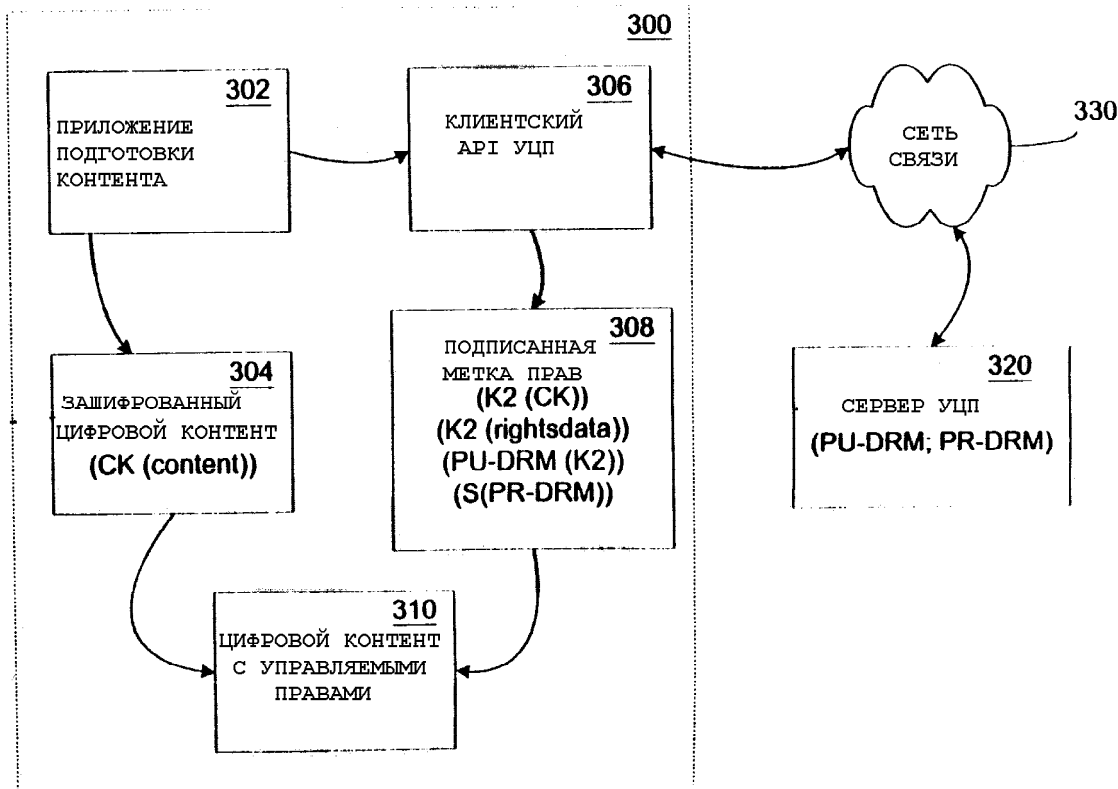 300
302
ПРИЛОЖЕНИЕ
ПОДГОТОВКИ
КОНТЕНТА
306
КЛИЕНТСКИЙ
API УЦП
СЕТЬ
СВЯЗИ
330
304
ЗАШИФРОВАННЫЙ
ЦИФРОВОЙ КОНТЕНТ
(CK (content))
308
ПОДПИСАННАЯ
МЕТКА ПРАВ
(K2 (CK))
(K2 (rightsdata))
(PU-DRM (K2))
(S(PR-DRM))
320
СЕРВЕР УЦП
(PU-DRM; PR-DRM)
310
ЦИФРОВОЙ КОНТЕНТ
С УПРАВЛЯЕМЫМИ
ПРАВАМИ